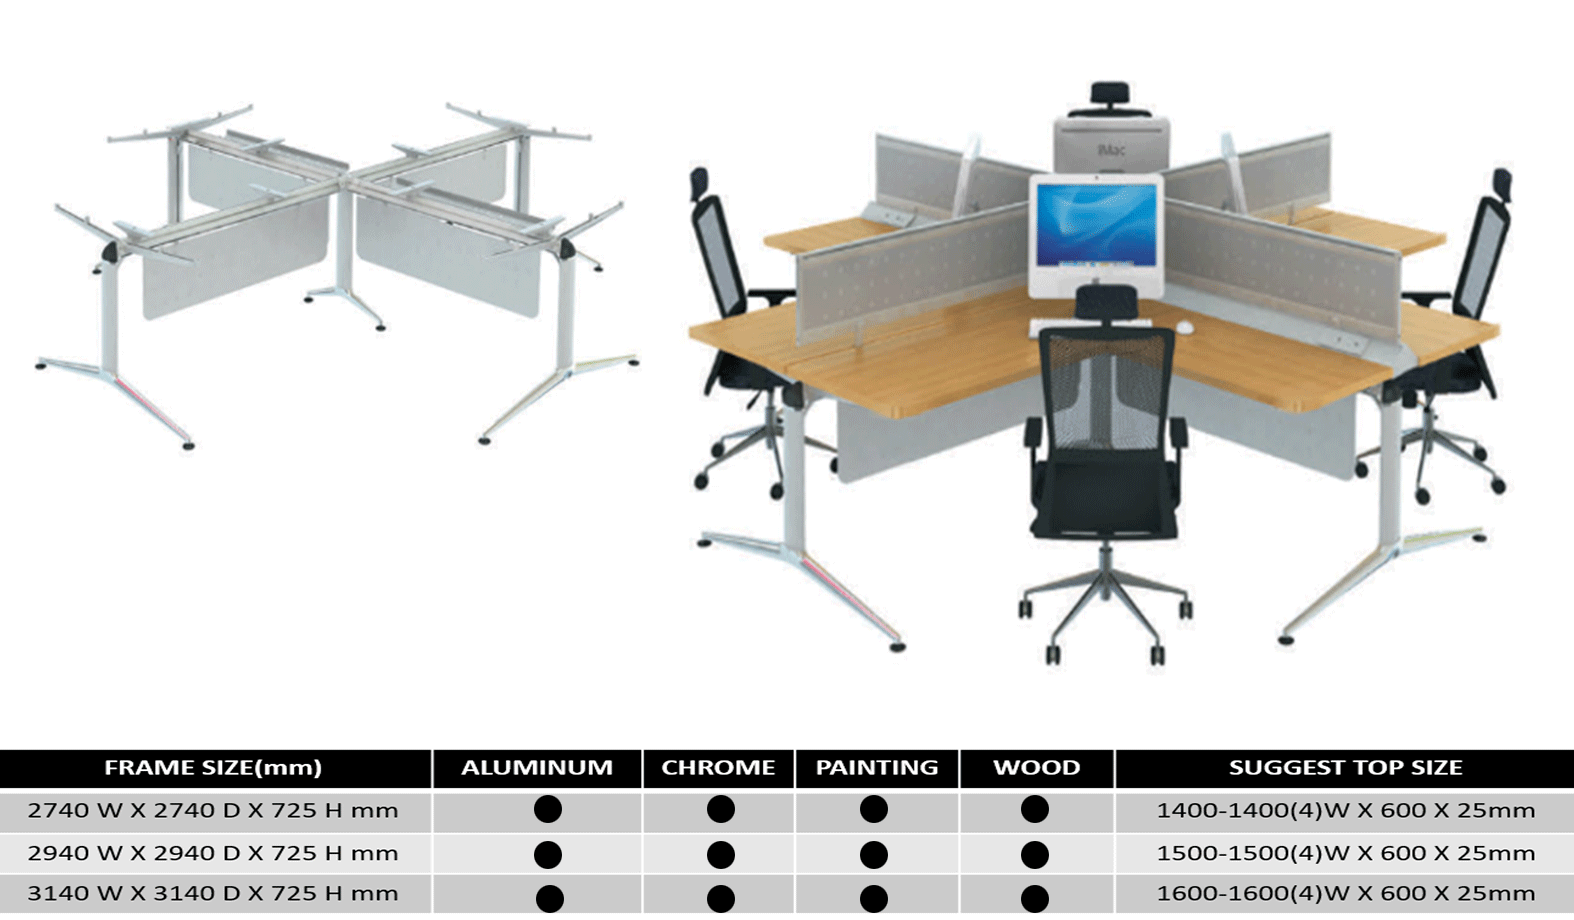 iMac
FRAME SIZE(mm) ALUMINUM CHROME PAINTING WOOD SUGGEST TOP SIZE
2740 W X 2740 D X 725 H mm ● ● ● ● 1400-1400(4)W X 600 X 25mm
2940 W X 2940 D X 725 H mm ● ● ● ● 1500-1500(4)W X 600 X 25mm
3140 W X 3140 D X 725 H mm ● ● ● ● 1600-1600(4)W X 600 X 25mm